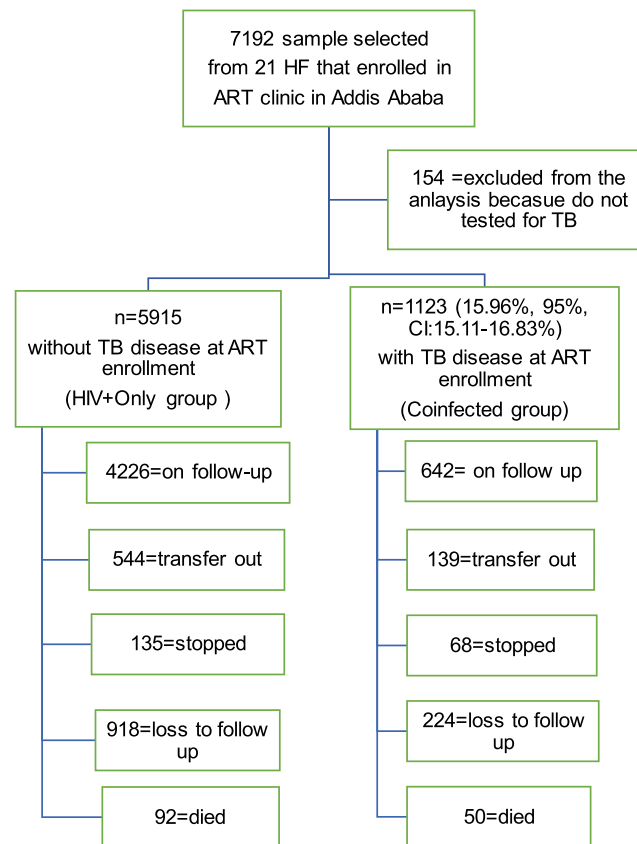 7192 sample selected
from 21 HF that enrolled in
ART clinic in Addis Ababa
154 =excluded from the
anlaysis becasue do not
tested for TB
n=5915
without TB disease at ART
enrollment
(HIV+Only group )
4226=on follow-up
544=transfer out
135=stopped
918=loss to follow
up
92=died
n=1123 (15.96%, 95%,
CI:15.11-16.83%)
with TB disease at ART
enrollment
(Coinfected group)
642= on follow up
139=transfer out
68=stopped
224=loss to follow
up
50=died